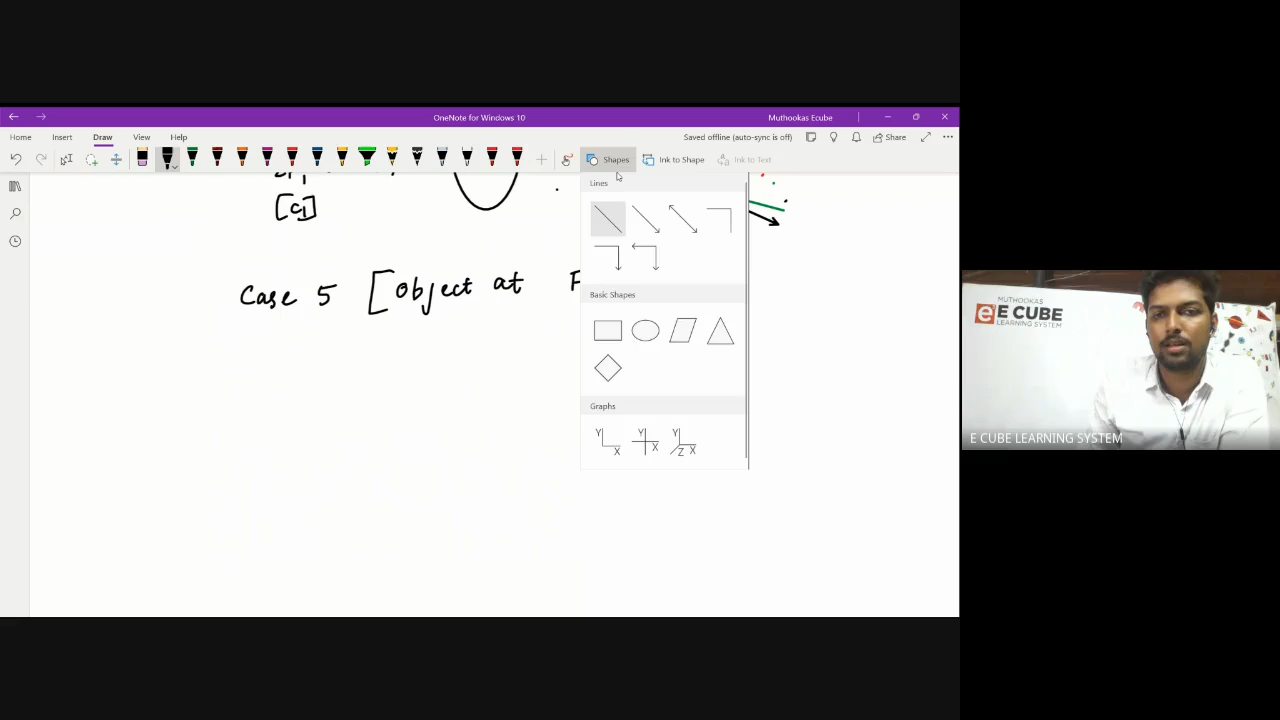 OneNote for Windows 10
Muthookas Ecube
Home Insert Draw View Help
Saved offline (auto-sync is off)
Share
Shapes
Ink to Shape
Ink to Text
Lines
[C1]
Case 5 [Object at F
Basic Shapes
Graphs
Y X
Y X
Y Z X
MUTHOOKAS
e E CUBE
LEARNING SYSTEM
E CUBE LEARNING SYSTEM